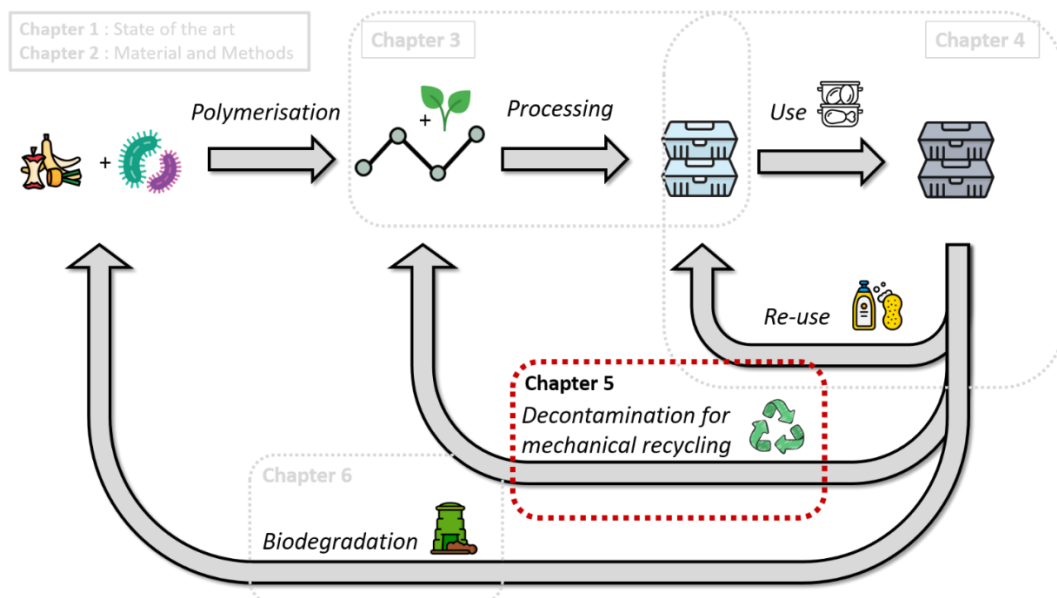 Chapter 1 : State of the art
Chapter 2 : Material and Methods
Chapter 3
Chapter 4
Polymerisation
Processing
Use
+
+
Re-use
Chapter 5
Decontamination for
mechanical recycling
Chapter 6
Biodegradation